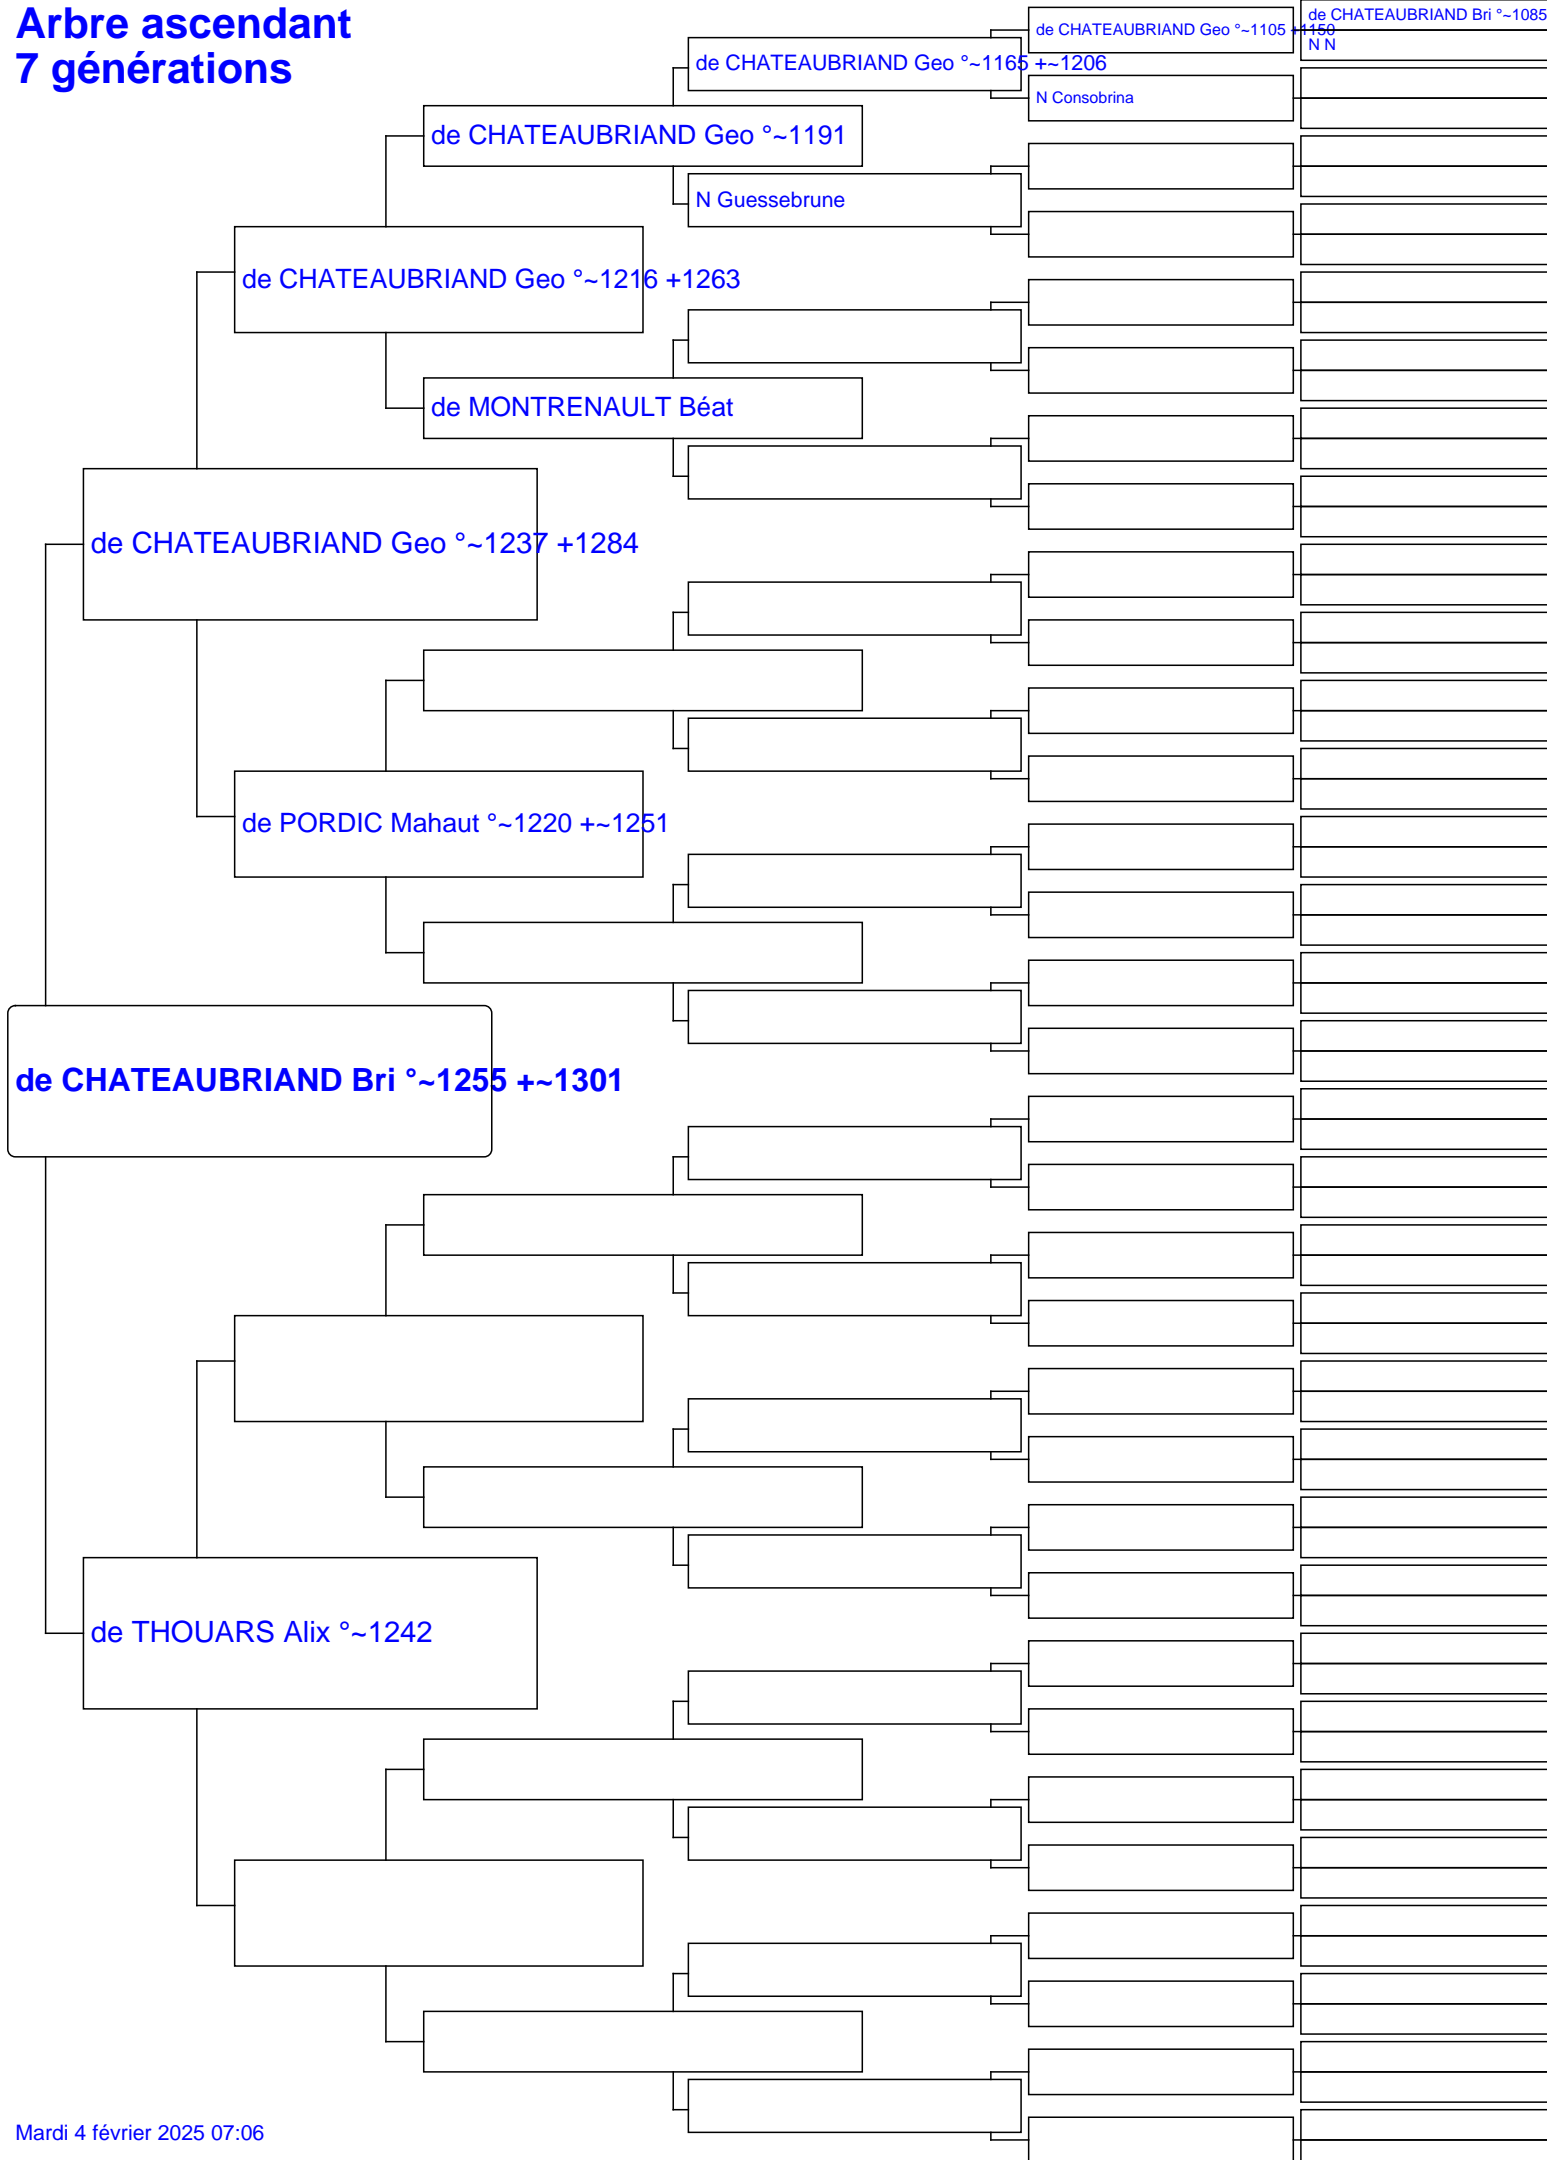 Arbre ascendant
7 générations
de CHATEAUBRIAND Bri °~1085
N N
de CHATEAUBRIAND Geo °~1105 +1150
de CHATEAUBRIAND Geo °~1165 +~1206
N Consobrina
de CHATEAUBRIAND Geo °~1191
N Guessebrune
de CHATEAUBRIAND Geo °~1216 +1263
de MONTRENAULT Béat
de CHATEAUBRIAND Geo °~1237 +1284
de PORDIC Mahaut °~1220 +~1251
de CHATEAUBRIAND Bri °~1255 +~1301
de THOUARS Alix °~1242
Mardi 4 février 2025 07:06